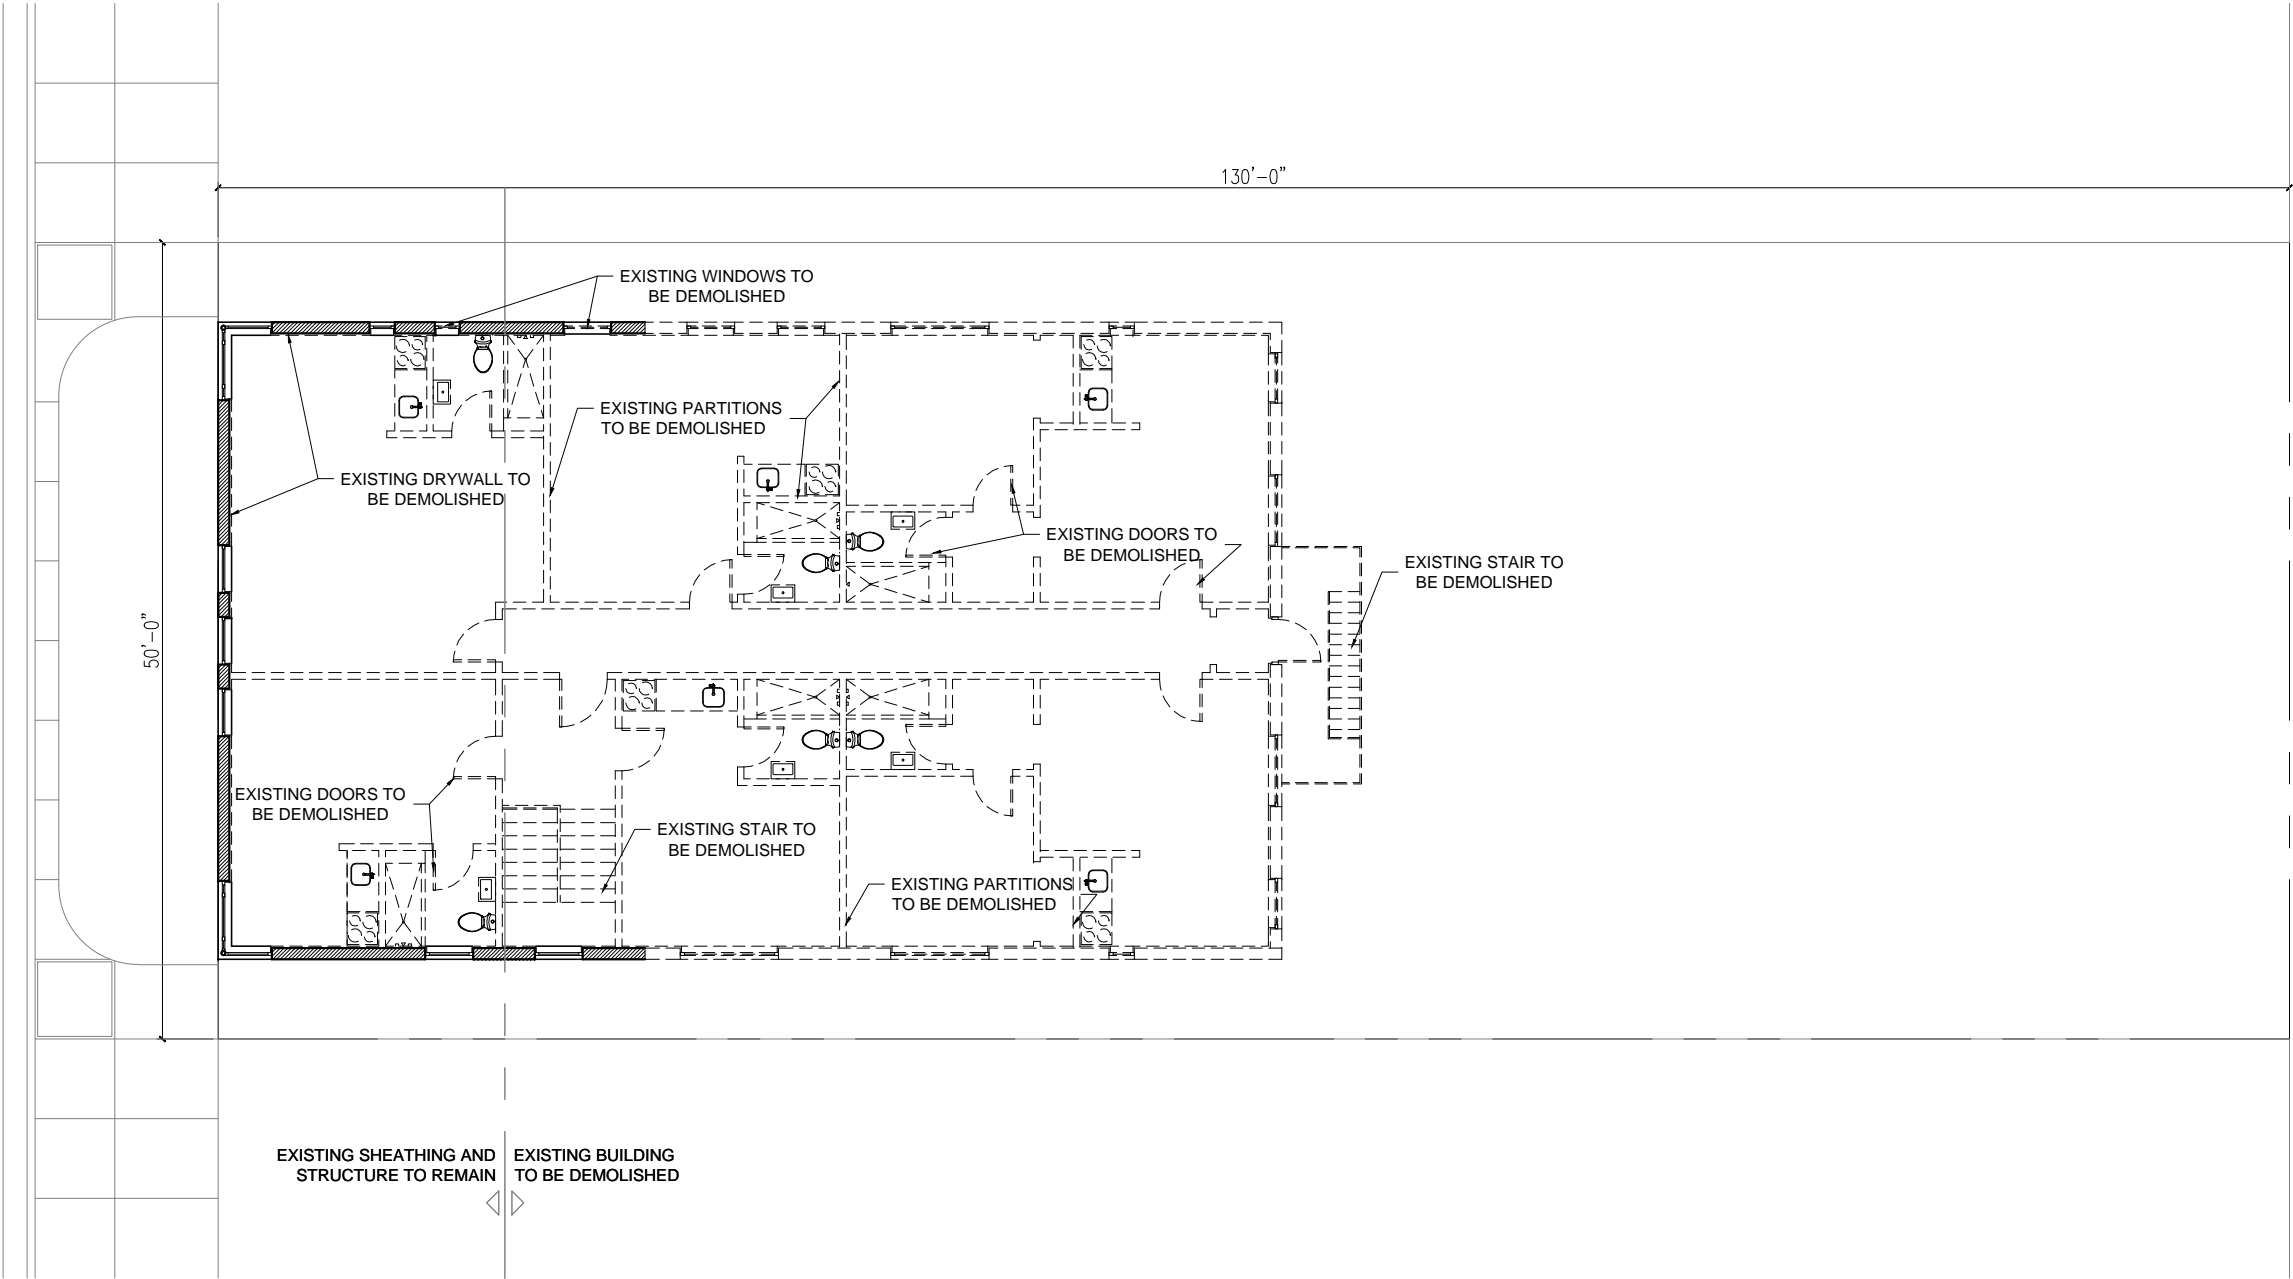 130'-0"
EXISTING WINDOWS TO
BE DEMOLISHED
EXISTING PARTITIONS
TO BE DEMOLISHED
EXISTING DRYWALL TO
BE DEMOLISHED
EXISTING DOORS TO
BE DEMOLISHED
EXISTING STAIR TO
BE DEMOLISHED
50'-0"
EXISTING DOORS TO
BE DEMOLISHED
EXISTING STAIR TO
BE DEMOLISHED
EXISTING PARTITIONS
TO BE DEMOLISHED
EXISTING SHEATHING AND
STRUCTURE TO REMAIN
EXISTING BUILDING
TO BE DEMOLISHED